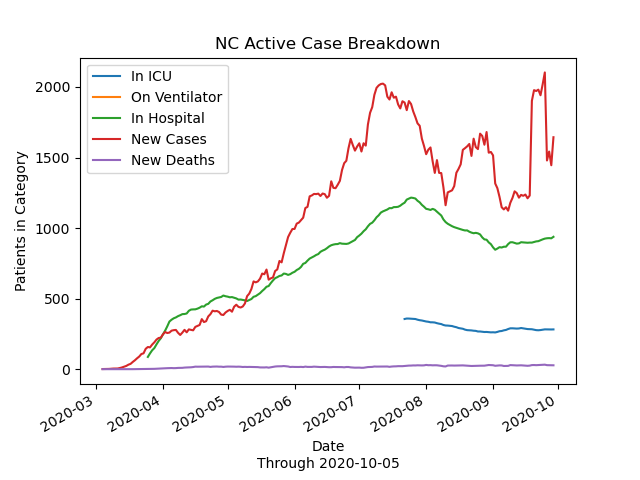 NC Active Case Breakdown
In ICU
On Ventilator
In Hospital
New Cases
New Deaths
Patients in Category
2000
1500
1000
500
0
2020-03
2020-04
2020-05
2020-06
2020-07
2020-08
2020-09
2020-10
Date
Through 2020-10-05